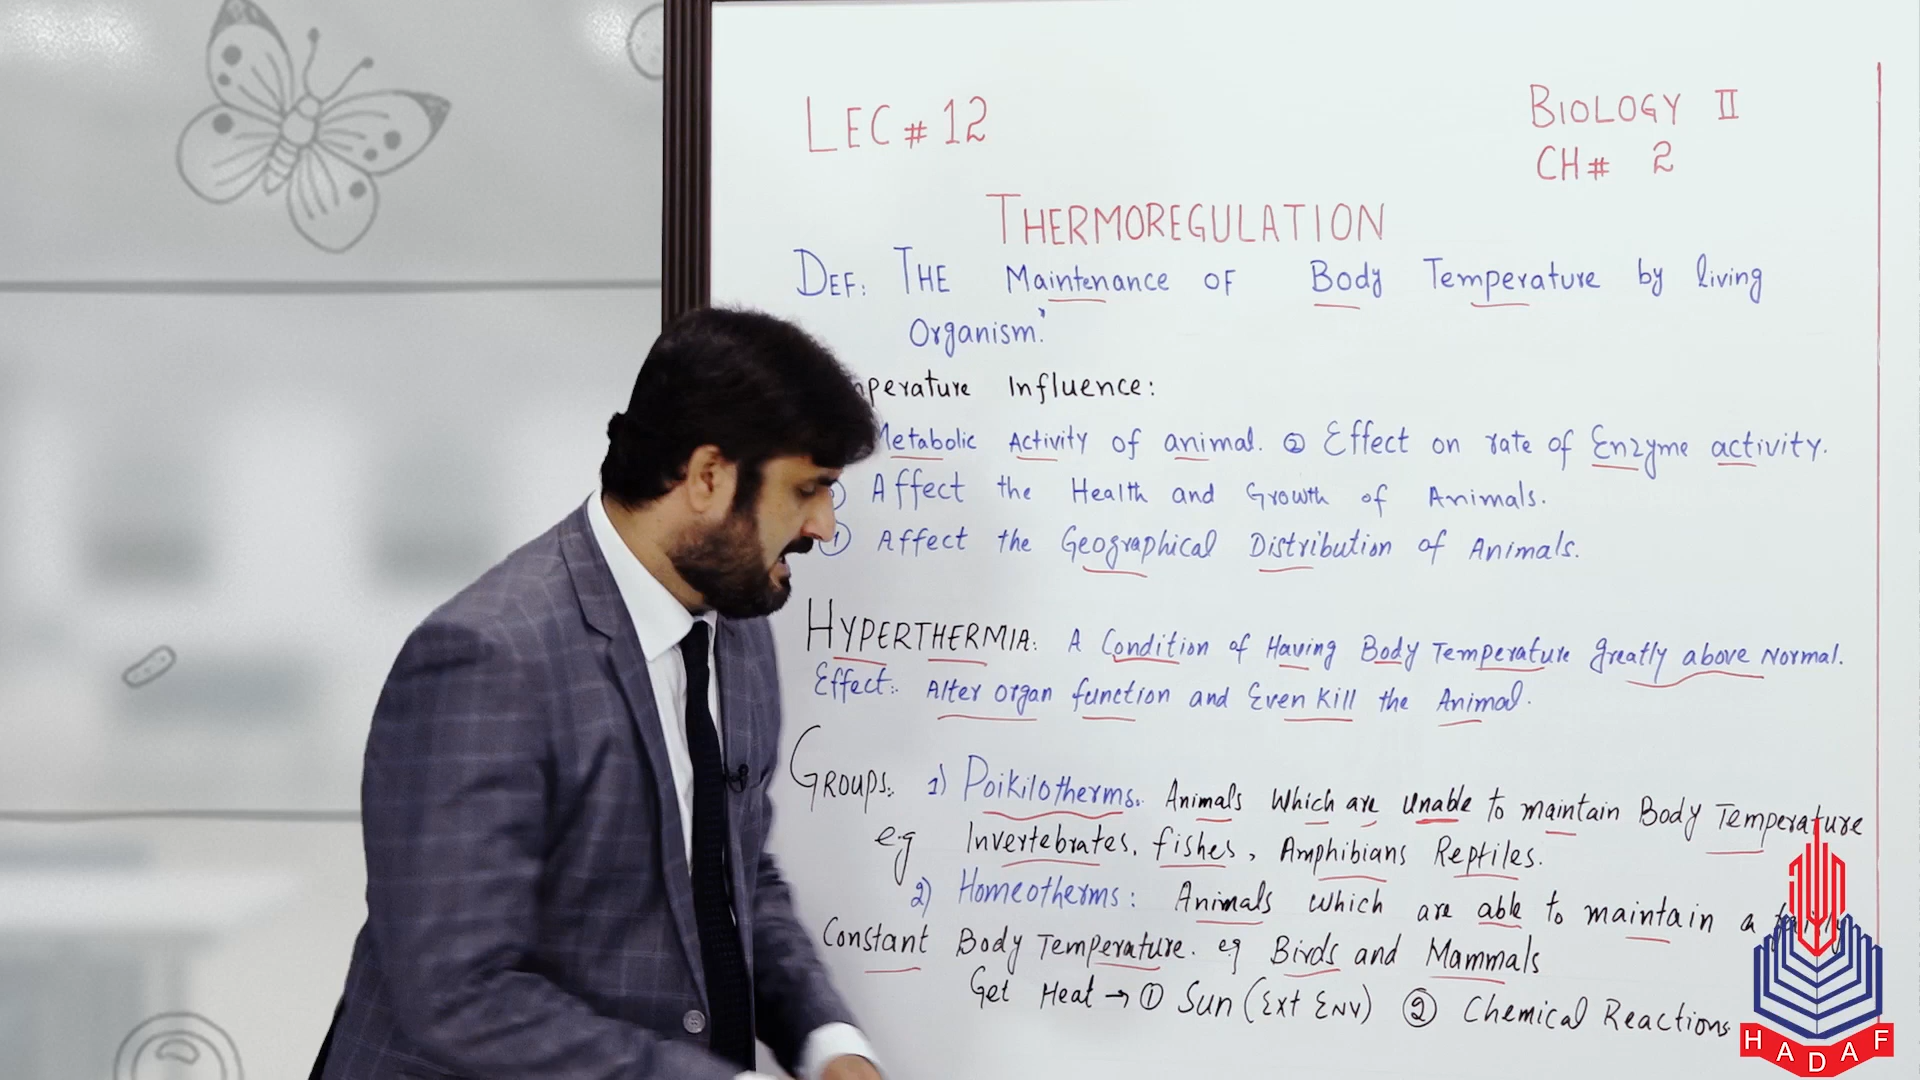 LEC # 12
BIOLOGY II
CH # 2
THERMOREGULATION
DEF: THE Maintenance OF Body Temperature by living
Organism."
perature Influence:
Metabolic Activity of animal. ② Effect on rate of Enzyme activity.
Affect the Health and Growth of Animals.
④ Affect the Geographical Distribution of Animals.
HYPERTHERMIA: A Condition of Having Body Temperature greatly above Normal.
Effect:. Alter organ function and Even Kill the Animal.
GROUPS:. 1) Poikilotherms:. Animals which are unable to maintain Body Temperature
e.g Invertebrates, fishes, Amphibians Reptiles.
2) Homeotherms: Animals which are able to maintain a fairly
Constant Body Temperature. eg Birds and Mammals
Get Heat → ① Sun (Ext Env) ② Chemical Reactions
HADAF